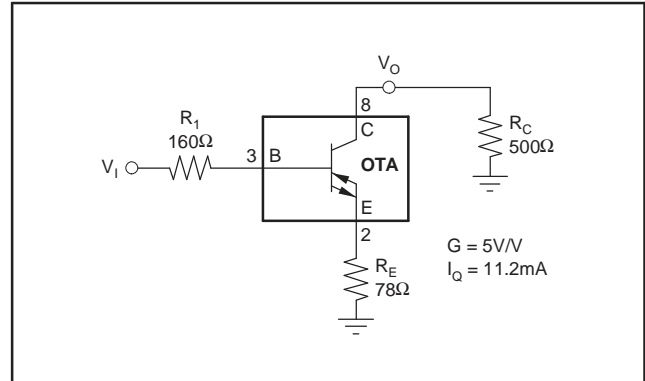 V_O
8
R_1
160Ω
C
R_C
500Ω
V_I
3
B
OTA
E
2
G = 5V/V
I_Q = 11.2mA
R_E
78Ω